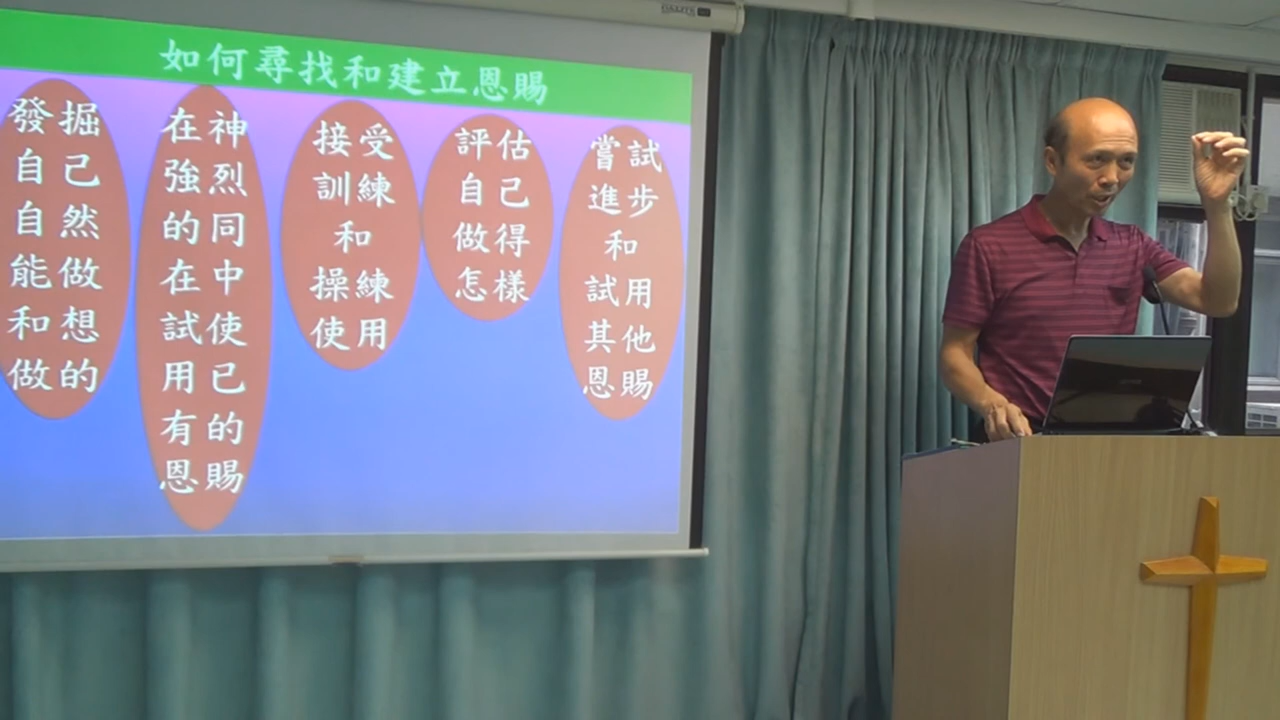 如何尋找和建立恩賜
發掘
自己
自然
能做
和想
做的
在神
強烈
的同
在中
試使
用已
有的
恩賜
接受
訓練
和
操練
使用
評估
自己
做得
怎樣
嘗試
進步
和
試用
其他
恩賜